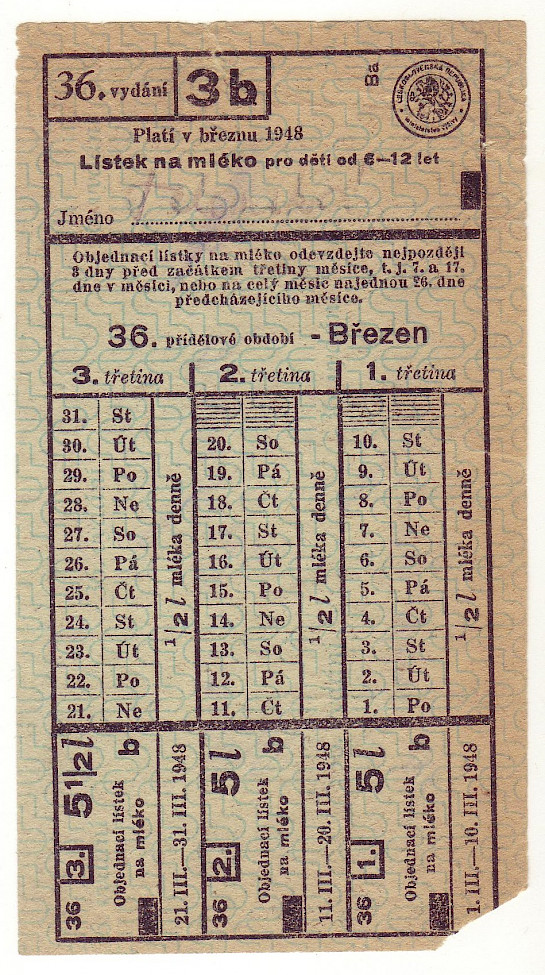 36. vydání 3b Ba
ČESKOSLOVENSKÁ REPUBLIKA
ministerstvo výživy
Platí v březnu 1948
Lístek na mléko pro děti od 6—12 let
Jméno
Objednací lístky na mléko odevzdejte nejpozději
3 dny před začátkem třetiny měsíce, t. j. 7. a 17.
dne v měsíci, nebo na celý měsíc najednou 26. dne
předcházejícího měsíce.
36. přídělové období - Březen
3. třetina 2. třetina 1. třetina
31. St
30. Út 20. So 10. St
29. Po 19. Pá 9. Út
28. Ne 18. Čt 8. Po
27. So 17. St 7. Ne
26. Pá 16. Út 6. So
25. Čt 15. Po 5. Pá
24. St 14. Ne 4. Čt
23. Út 13. So 3. St
22. Po 12. Pá 2. Út
21. Ne 11. Čt 1. Po
1/2 l mléka denně
1/2 l mléka denně
1/2 l mléka denně
36 3. 5 1/2 l
Objednací lístek b
na mléko
21. III.—31. III. 1948
36 2. 5 l
Objednací lístek b
na mléko
11. III.—20. III. 1948
36 1. 5 l
Objednací lístek b
na mléko
1. III.—10. III. 1948